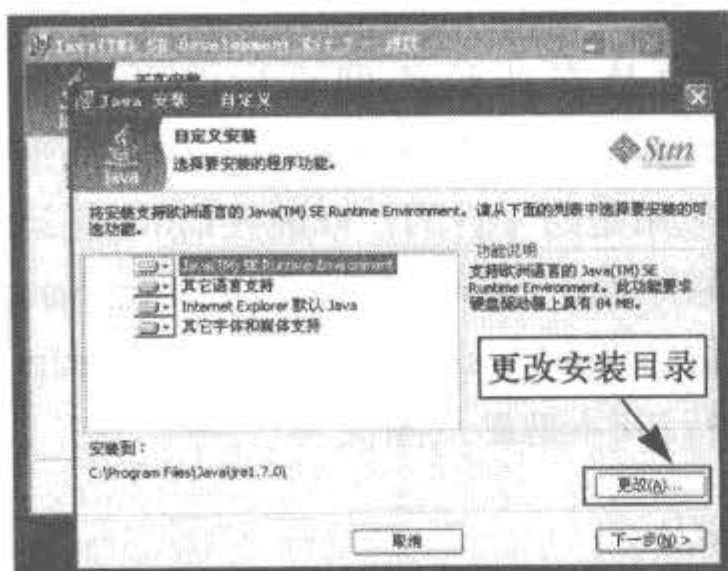 Java(TM) SE Development Kit 7 -
Java 安装 - 自定义
自定义安装
选择要安装的程序功能。
Java
Sun
将安装支持欧洲语言的 Java(TM) SE Runtime Environment。请从下面的列表中选择要安装的可
选功能。
Java(TM) SE Runtime Environment
其它语言支持
Internet Explorer 默认 Java
其它字体和媒体支持
功能说明
支持欧洲语言的 Java(TM) SE
Runtime Environment。此功能要求
硬盘驱动器上具有 84 MB。
更改安装目录
安装到：
C:\Program Files\Java\jre1.7.0\
更改(A)...
取消
下一步(N) >